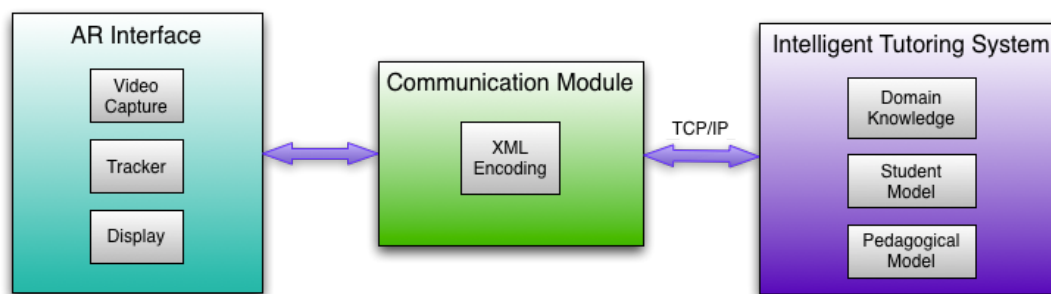 AR Interface
Video
Capture
Tracker
Display
Communication Module
XML
Encoding
TCP/IP
Intelligent Tutoring System
Domain
Knowledge
Student
Model
Pedagogical
Model